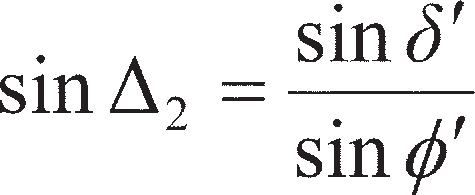 sin Δ₂ = sin δ′ / sin ϕ′